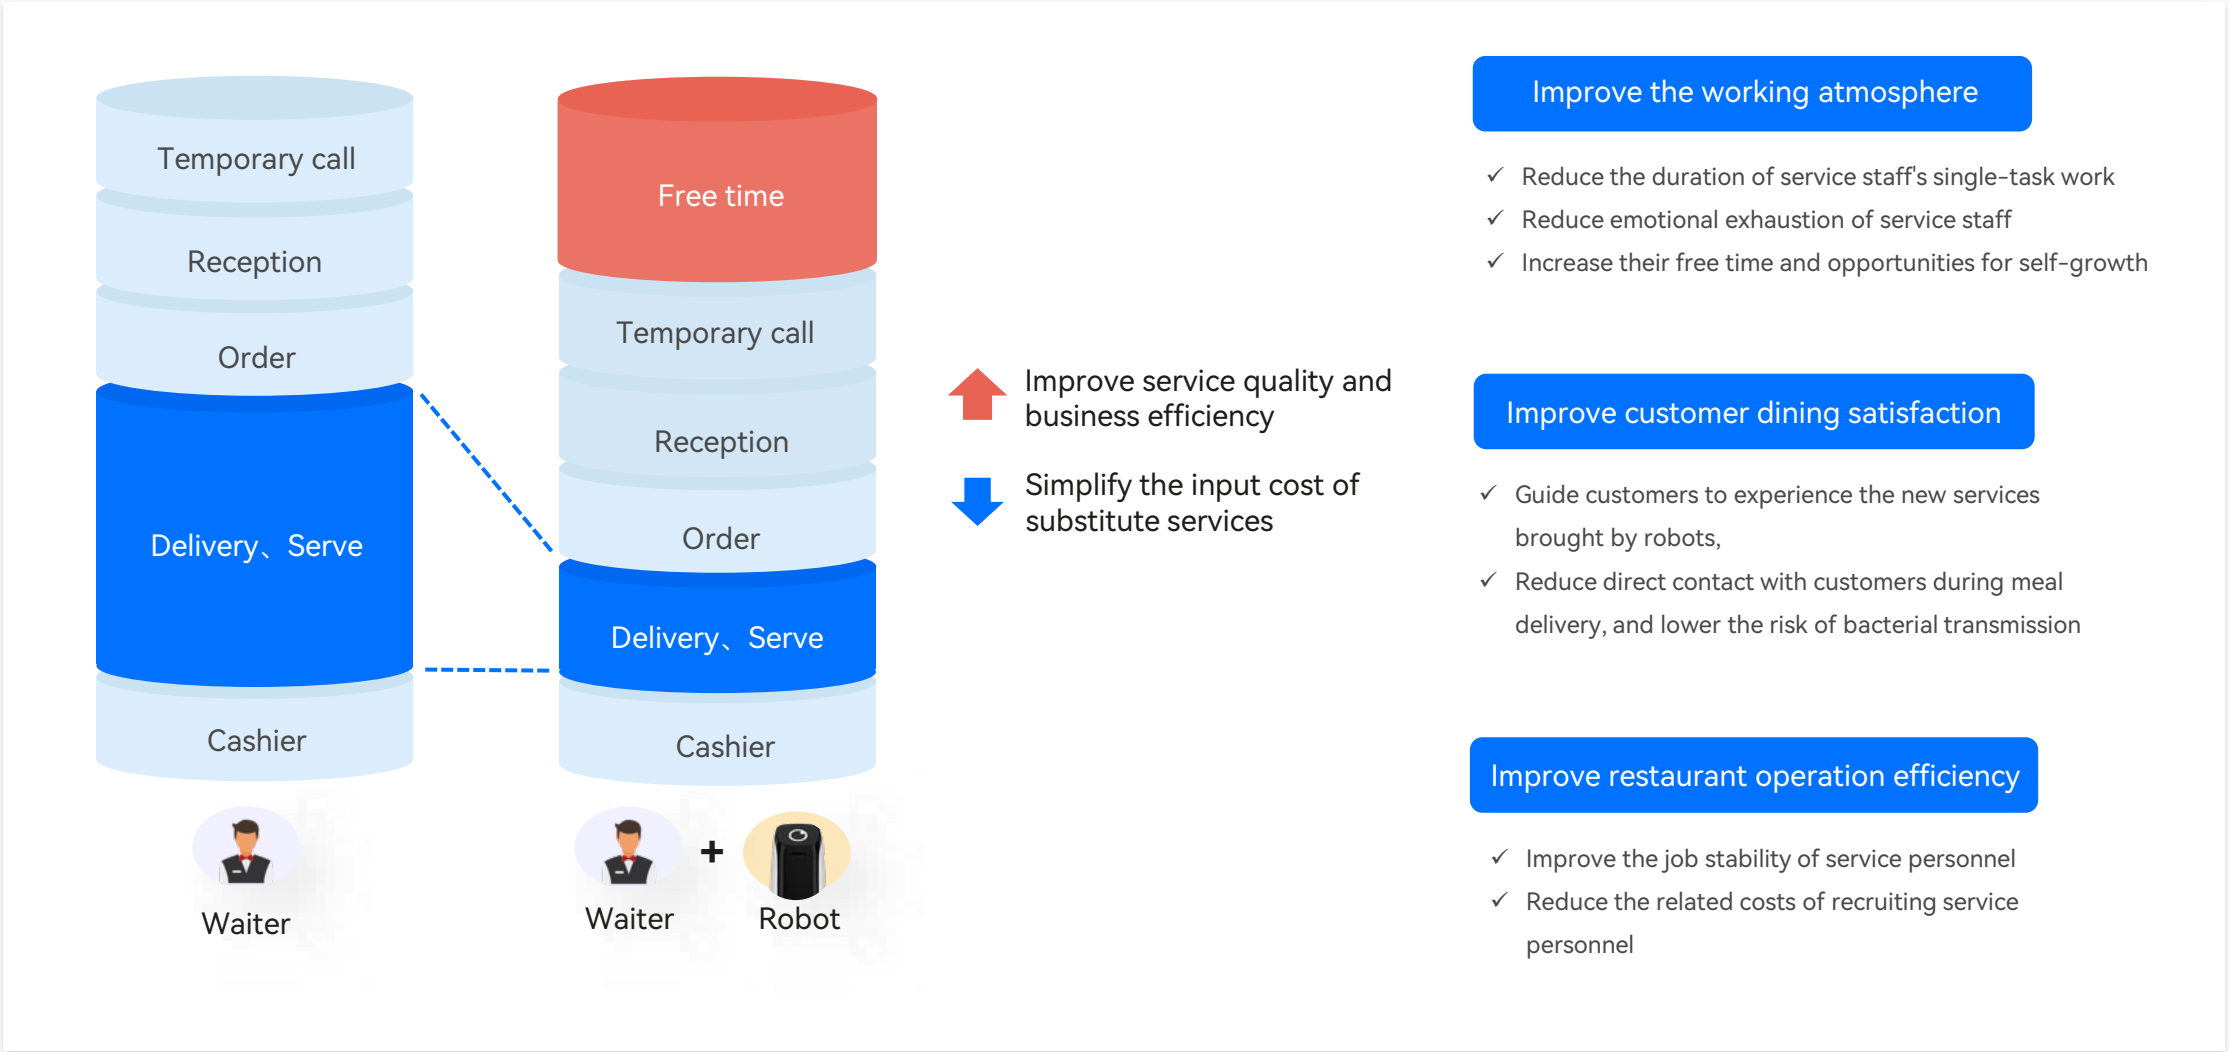 Temporary call
Reception
Order
Delivery、Serve
Cashier
Waiter
Free time
Temporary call
Reception
Order
Delivery、Serve
Cashier
Waiter
+
Robot
Improve service quality and
business efficiency
Simplify the input cost of
substitute services
Improve the working atmosphere
✓ Reduce the duration of service staff's single-task work
✓ Reduce emotional exhaustion of service staff
✓ Increase their free time and opportunities for self-growth
Improve customer dining satisfaction
✓ Guide customers to experience the new services
brought by robots,
✓ Reduce direct contact with customers during meal
delivery, and lower the risk of bacterial transmission
Improve restaurant operation efficiency
✓ Improve the job stability of service personnel
✓ Reduce the related costs of recruiting service
personnel